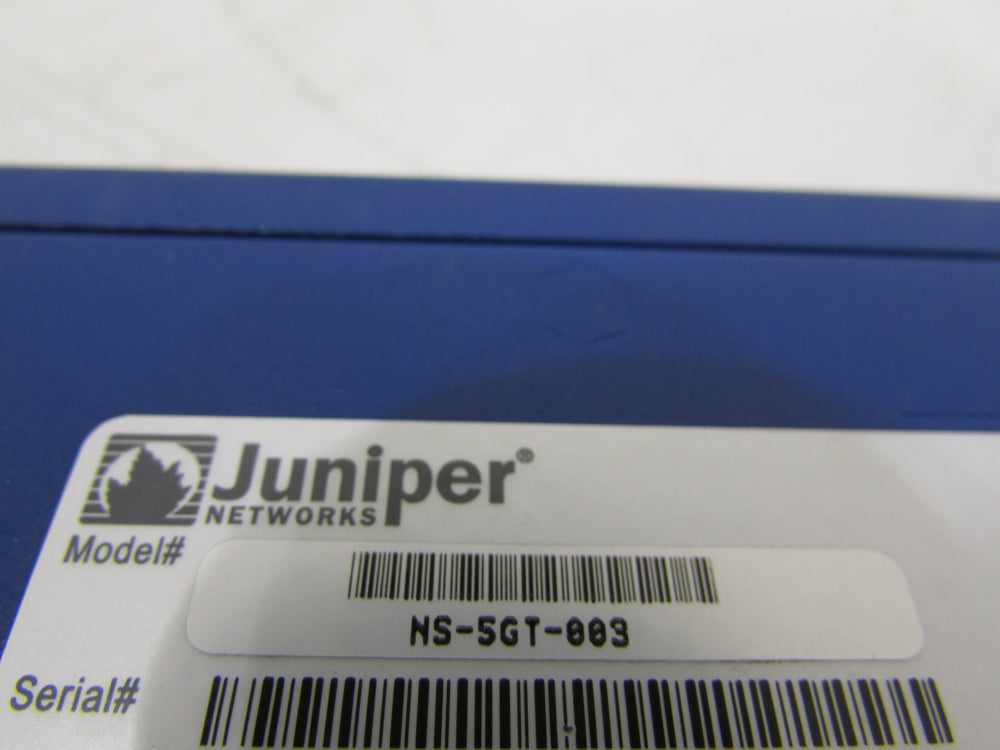 Juniper®
NETWORKS
Model#
NS-5GT-003
Serial#